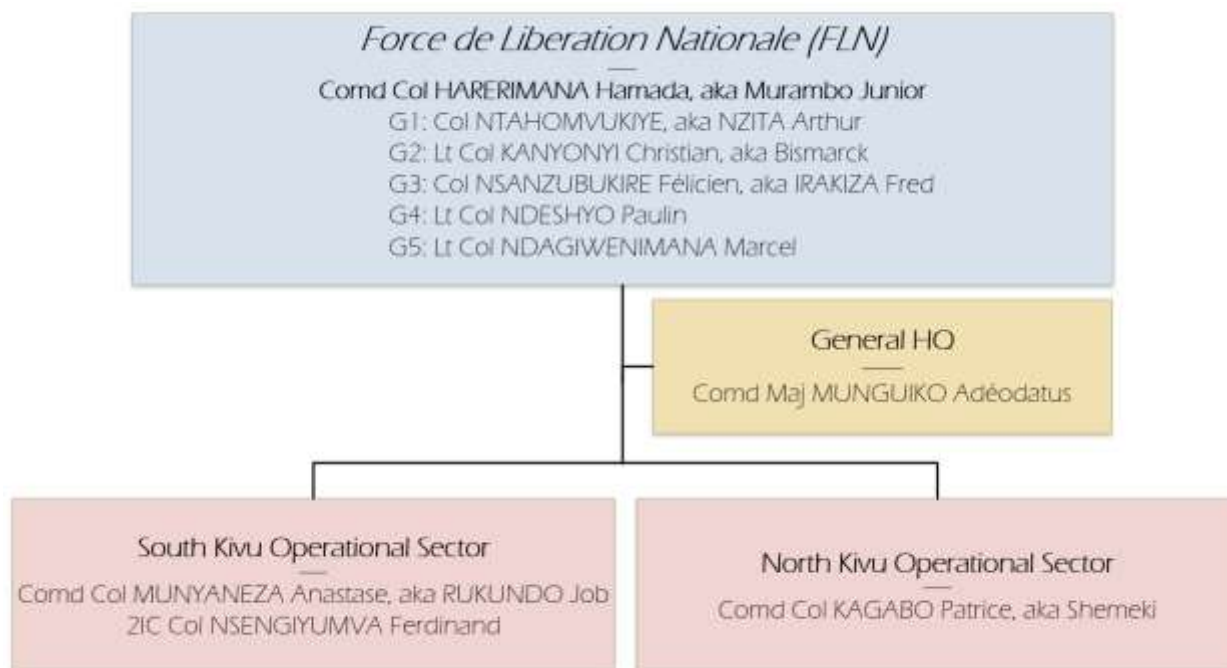 Force de Liberation Nationale (FLN)
Comd Col HARERIMANA Hamada, aka Murambo Junior
G1: Col NTAHOMVUKIYE, aka NZITA Arthur
G2: Lt Col KANYONYI Christian, aka Bismarck
G3: Col NSANZUBUKIRE Félicien, aka IRAKIZA Fred
G4: Lt Col NDESHYO Paulin
G5: Lt Col NDAGIWENIMANA Marcel
General HQ
Comd Maj MUNGUIKO Adéodatus
South Kivu Operational Sector
Comd Col MUNYANEZA Anastase, aka RUKUNDO Job
2IC Col NSENGIYUMVA Ferdinand
North Kivu Operational Sector
Comd Col KAGABO Patrice, aka Shemeki